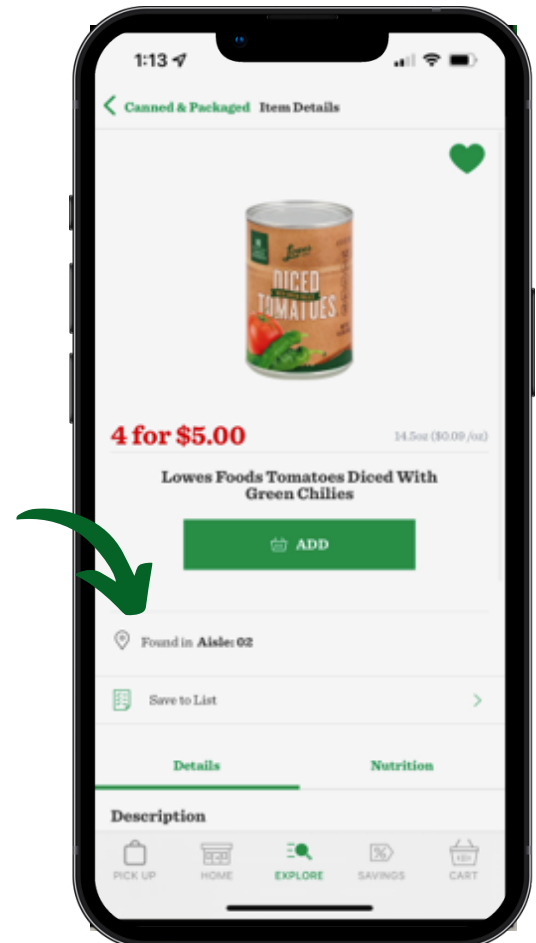 1:13
Canned & Packaged Item Details
Lowes
DICED
TOMATOES
4 for $5.00
14.5oz ($0.09 /oz)
Lowes Foods Tomatoes Diced With
Green Chilies
ADD
Found in Aisle: 02
Save to List
Details Nutrition
Description
PICK UP HOME EXPLORE SAVINGS CART